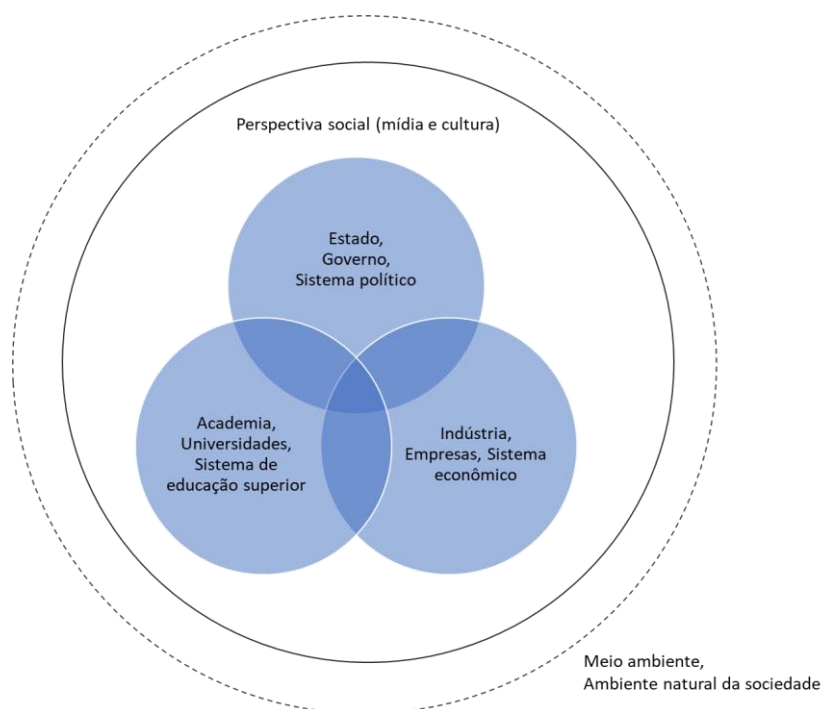 Perspectiva social (mídia e cultura)
Estado,
Governo,
Sistema político
Academia,
Universidades,
Sistema de
educação superior
Indústria,
Empresas, Sistema
econômico
Meio ambiente,
Ambiente natural da sociedade